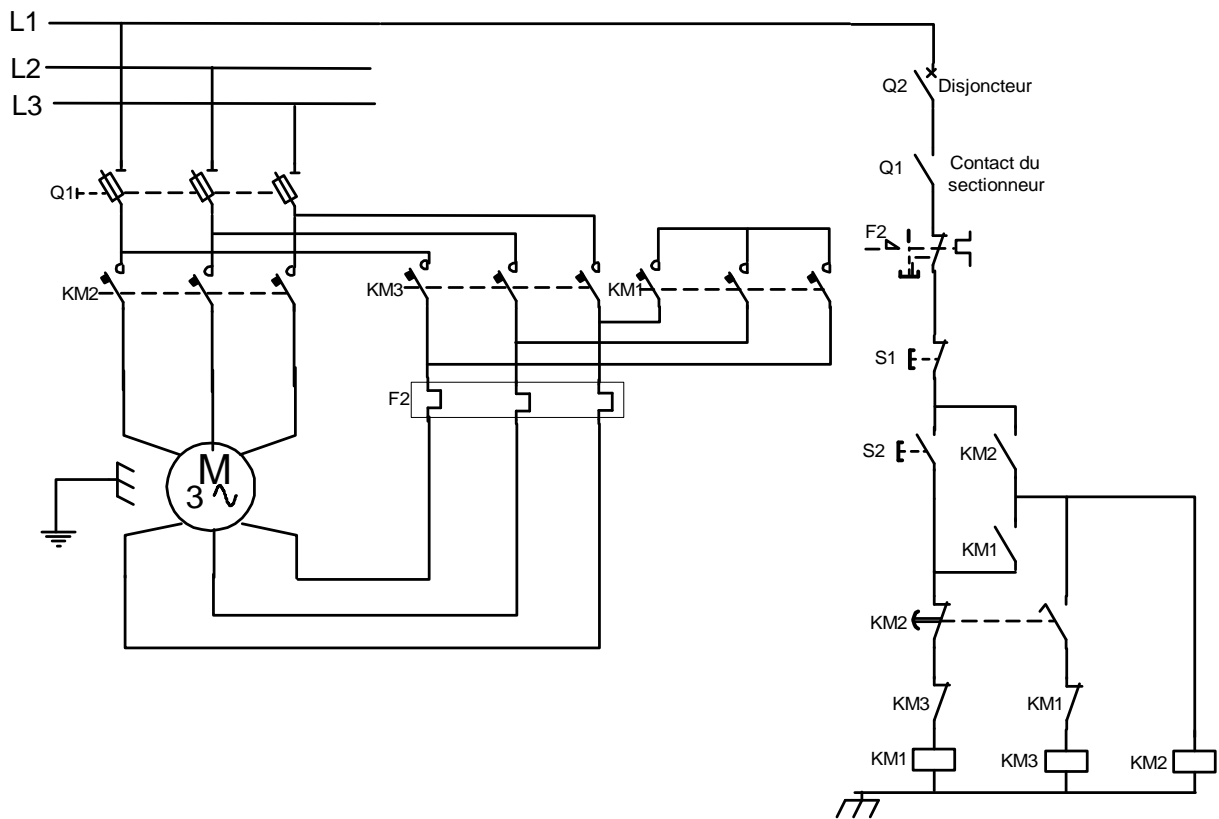 L1
L2
L3
Q1
KM2
KM3
KM1
F2
M
3
Q2 Disjoncteur
Q1 Contact du
sectionneur
F2
S1
S2
KM2
KM1
KM2
KM3
KM1
KM1
KM3
KM2